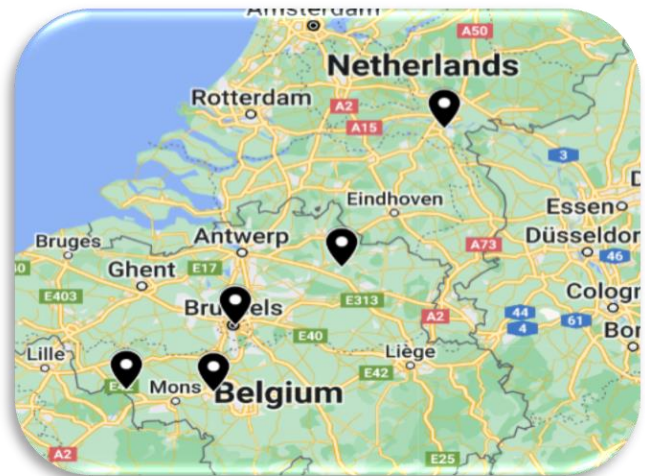 Amsterdam
A50
Netherlands
Rotterdam
A2
A15
3
Eindhoven
Essen
Bruges
Antwerp
A73
Düsseldor
46
Ghent
E17
E403
E313
Colog
Brussels
A2
44
4
61
Bo
E40
Lille
Liège
E42
Mons
Belgium
A2
E25